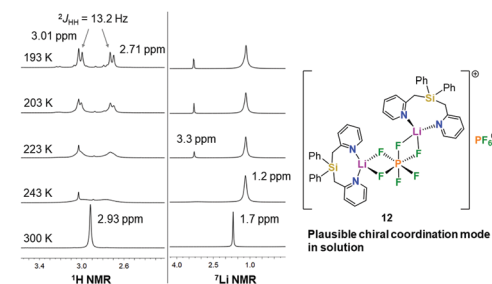 ²J_HH = 13.2 Hz
3.01 ppm
2.71 ppm
193 K
203 K
223 K
3.3 ppm
243 K
1.2 ppm
2.93 ppm
1.7 ppm
300 K
3.4 3.0 2.6
4.0 2.5 1.0
¹H NMR
⁷Li NMR
Ph
Ph
Si
N
N
Li
Ph
Ph
Si
N
N
Li
F
F
F
F
P
F
F
⊕
PF₆
12
Plausible chiral coordination mode
in solution